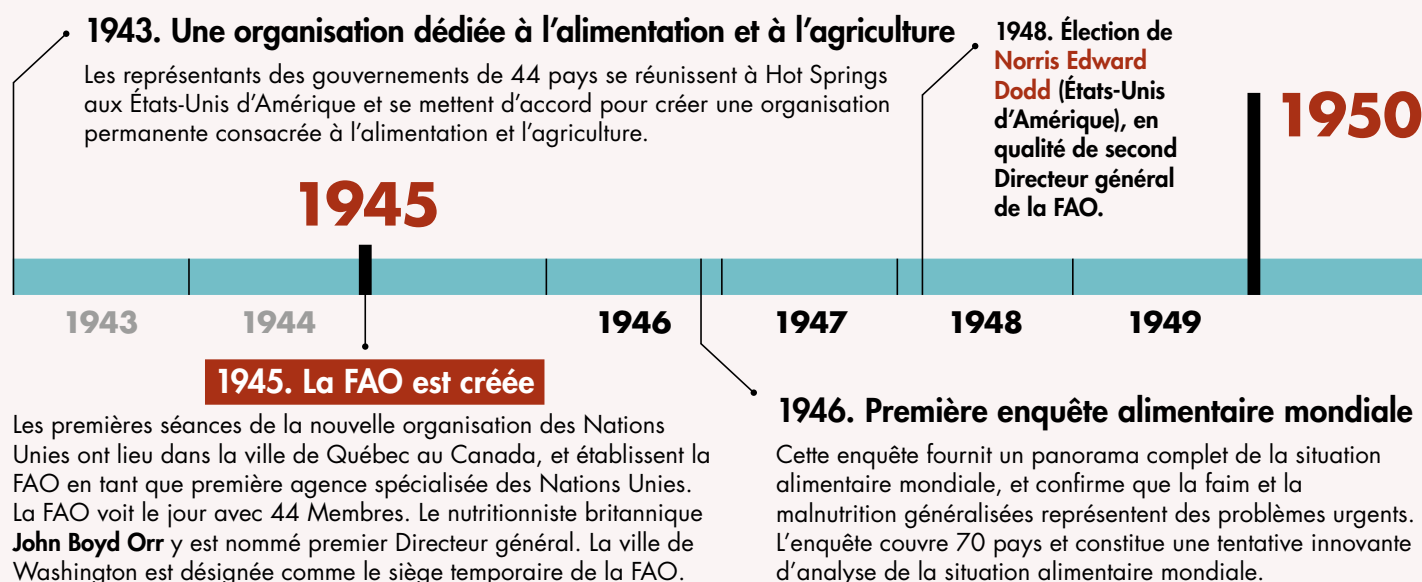 1943. Une organisation dédiée à l'alimentation et à l'agriculture
Les représentants des gouvernements de 44 pays se réunissent à Hot Springs
aux États-Unis d'Amérique et se mettent d'accord pour créer une organisation
permanente consacrée à l'alimentation et l'agriculture.
1948. Élection de
Norris Edward
Dodd (États-Unis
d'Amérique), en
qualité de second
Directeur général
de la FAO.
1950
1945
1943
1944
1946
1947
1948
1949
1945. La FAO est créée
Les premières séances de la nouvelle organisation des Nations
Unies ont lieu dans la ville de Québec au Canada, et établissent la
FAO en tant que première agence spécialisée des Nations Unies.
La FAO voit le jour avec 44 Membres. Le nutritionniste britannique
John Boyd Orr y est nommé premier Directeur général. La ville de
Washington est désignée comme le siège temporaire de la FAO.
1946. Première enquête alimentaire mondiale
Cette enquête fournit un panorama complet de la situation
alimentaire mondiale, et confirme que la faim et la
malnutrition généralisées représentent des problèmes urgents.
L'enquête couvre 70 pays et constitue une tentative innovante
d'analyse de la situation alimentaire mondiale.